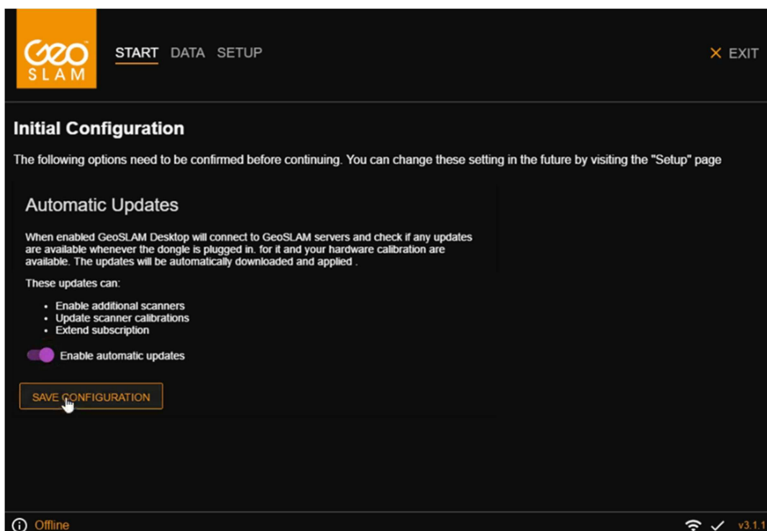 Geo
SLAM
START DATA SETUP
EXIT
Initial Configuration
The following options need to be confirmed before continuing. You can change these setting in the future by visiting the "Setup" page
Automatic Updates
When enabled GeoSLAM Desktop will connect to GeoSLAM servers and check if any updates
are available whenever the dongle is plugged in. for it and your hardware calibration are
available. The updates will be automatically downloaded and applied .
These updates can:
• Enable additional scanners
• Update scanner calibrations
• Extend subscription
Enable automatic updates
SAVE CONFIGURATION
Offline
v3.1.1